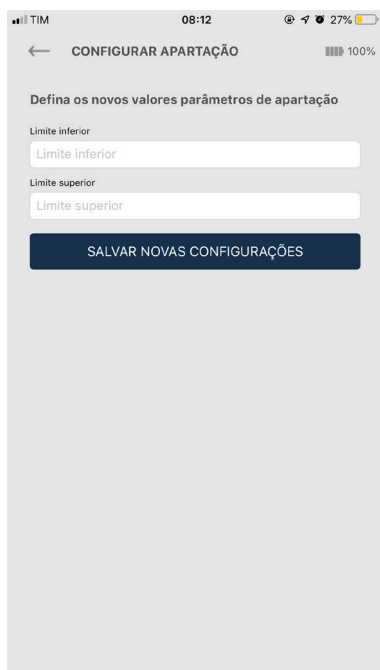 TIM
08:12
27%
CONFIGURAR APARTAÇÃO
100%
Defina os novos valores parâmetros de apartação
Limite inferior
Limite inferior
Limite superior
Limite superior
SALVAR NOVAS CONFIGURAÇÕES